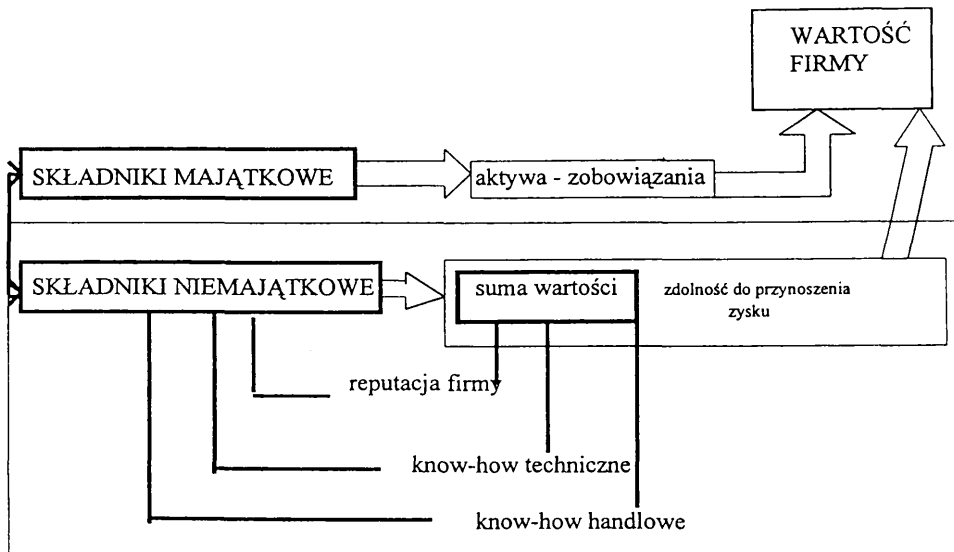 WARTOŚĆ
FIRMY
SKŁADNIKI MAJĄTKOWE
aktywa - zobowiązania
SKŁADNIKI NIEMAJĄTKOWE
suma wartości
zdolność do przynoszenia
zysku
reputacja firmy
know-how techniczne
know-how handlowe